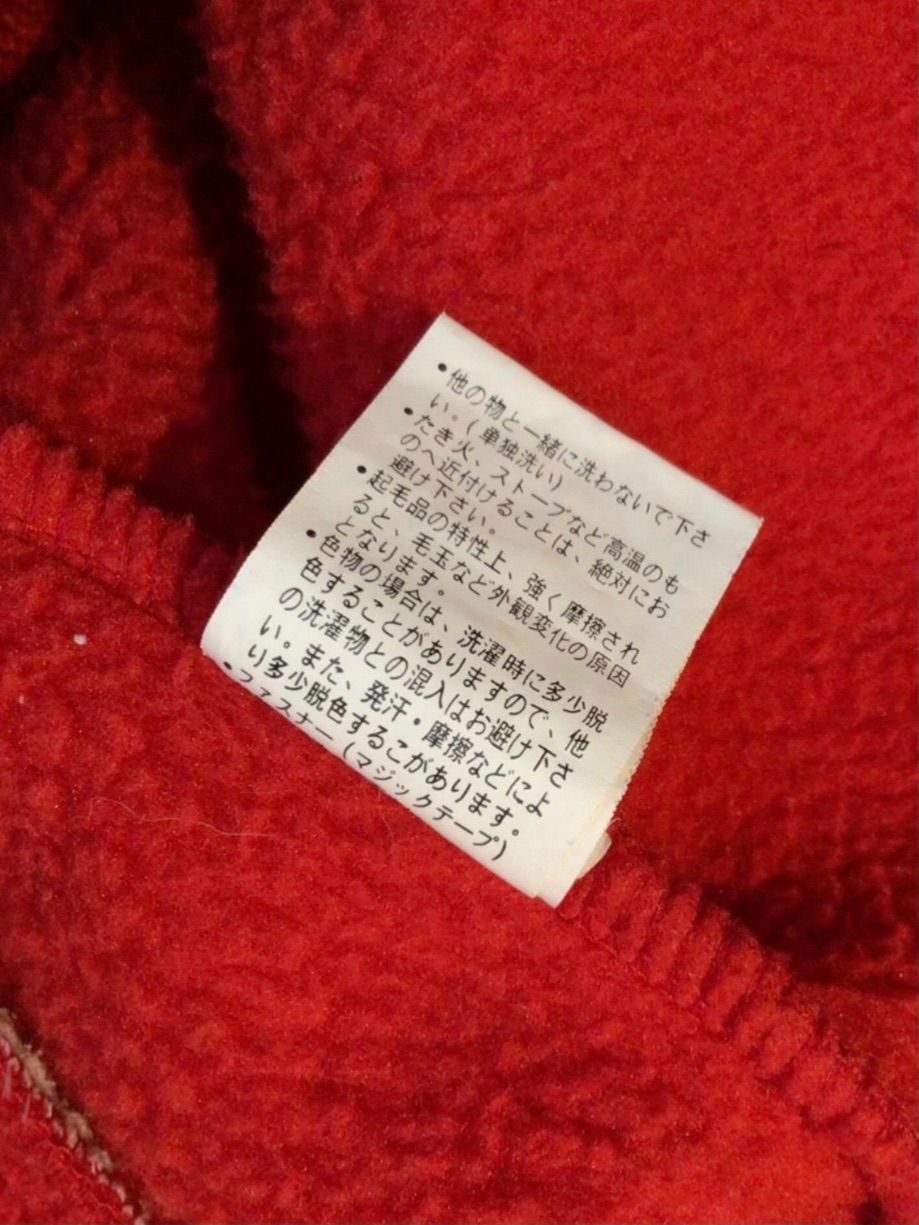 ・他の物と一緒に洗わないで下さ
い。(単独洗い)
・たき火、ストーブなど高温のも
のへ近付けることは、絶対にお
避け下さい。
・起毛品の特性上、強く摩擦され
ると、毛玉など外観変化の原因
となります。
・色物の場合は、洗濯時に多少脱
色することがありますので、他
の洗濯物との混入はお避け下さ
い。また、発汗・摩擦などによ
り多少脱色するこがあります。
・ファスナー(マジックテープ)